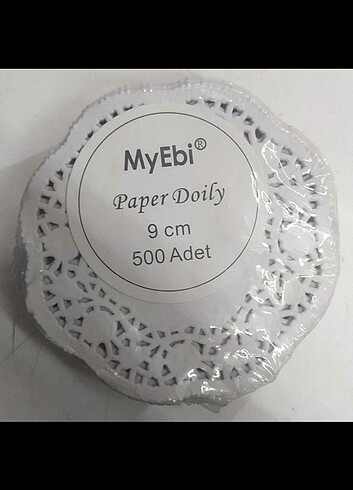 MyEbi®
Paper Doily
9 cm
500 Adet